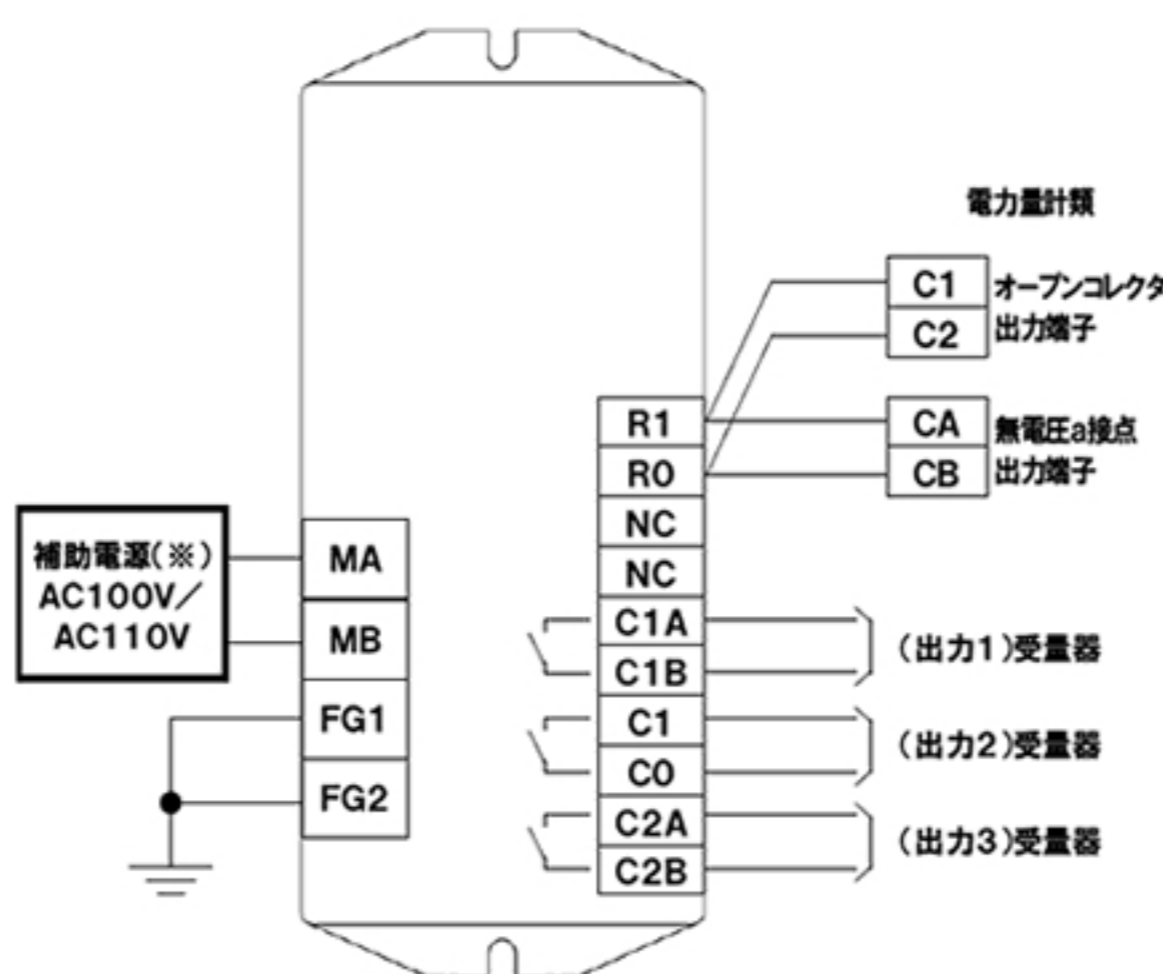 電力量計類
C1
オープンコレクタ
C2
出力端子
R1
CA
無電圧a接点
R0
CB
出力端子
NC
補助電源(※)
AC100V/
AC110V
MA
NC
C1A
MB
C1B
(出力1)受量器
FG1
C1
(出力2)受量器
C0
FG2
C2A
(出力3)受量器
C2B